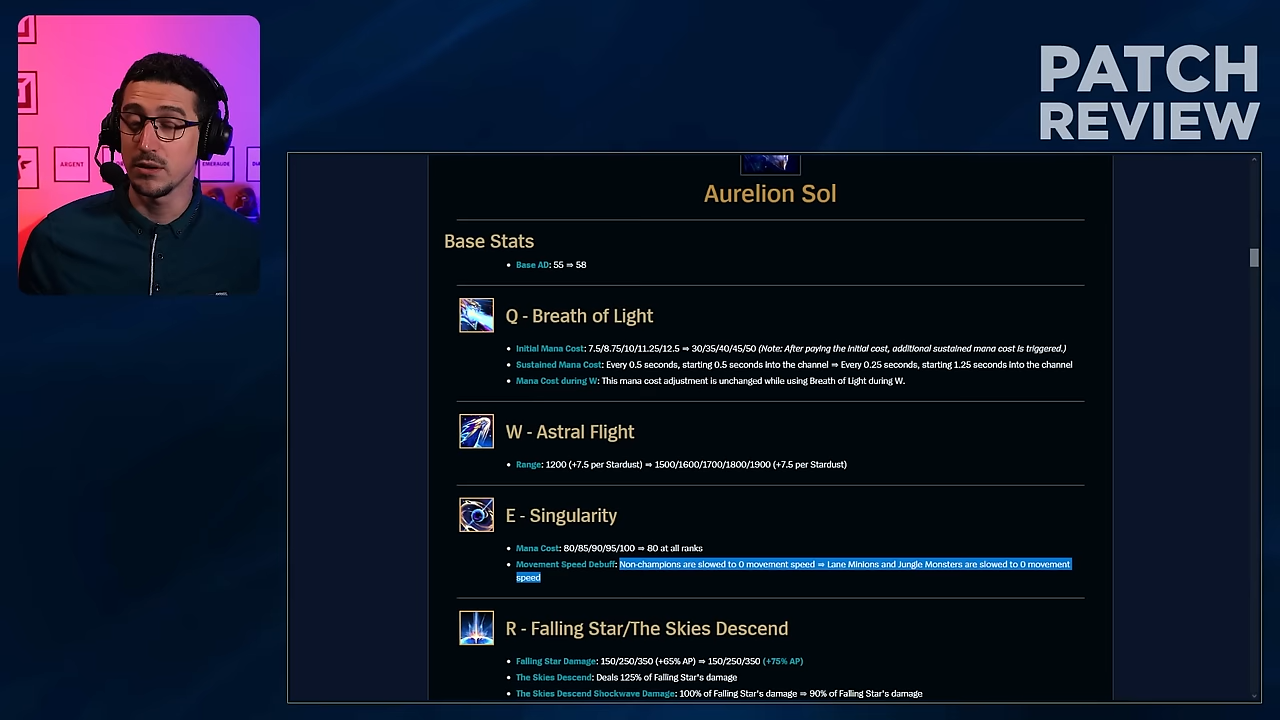 PATCH
REVIEW
ARGENT
EMERAUDE
DIA
Aurelion Sol
Base Stats
• Base AD: 55 ⇒ 58
Q - Breath of Light
• Initial Mana Cost: 7.5/8.75/10/11.25/12.5 ⇒ 30/35/40/45/50 (Note: After paying the initial cost, additional sustained mana cost is triggered.)
• Sustained Mana Cost: Every 0.5 seconds, starting 0.5 seconds into the channel ⇒ Every 0.25 seconds, starting 1.25 seconds into the channel
• Mana Cost during W: This mana cost adjustment is unchanged while using Breath of Light during W.
W - Astral Flight
• Range: 1200 (+7.5 per Stardust) ⇒ 1500/1600/1700/1800/1900 (+7.5 per Stardust)
E - Singularity
• Mana Cost: 80/85/90/95/100 ⇒ 80 at all ranks
• Movement Speed Debuff: Non-champions are slowed to 0 movement speed ⇒ Lane Minions and Jungle Monsters are slowed to 0 movement
speed
R - Falling Star/The Skies Descend
• Falling Star Damage: 150/250/350 (+65% AP) ⇒ 150/250/350 (+75% AP)
• The Skies Descend: Deals 125% of Falling Star's damage
• The Skies Descend Shockwave Damage: 100% of Falling Star's damage ⇒ 90% of Falling Star's damage